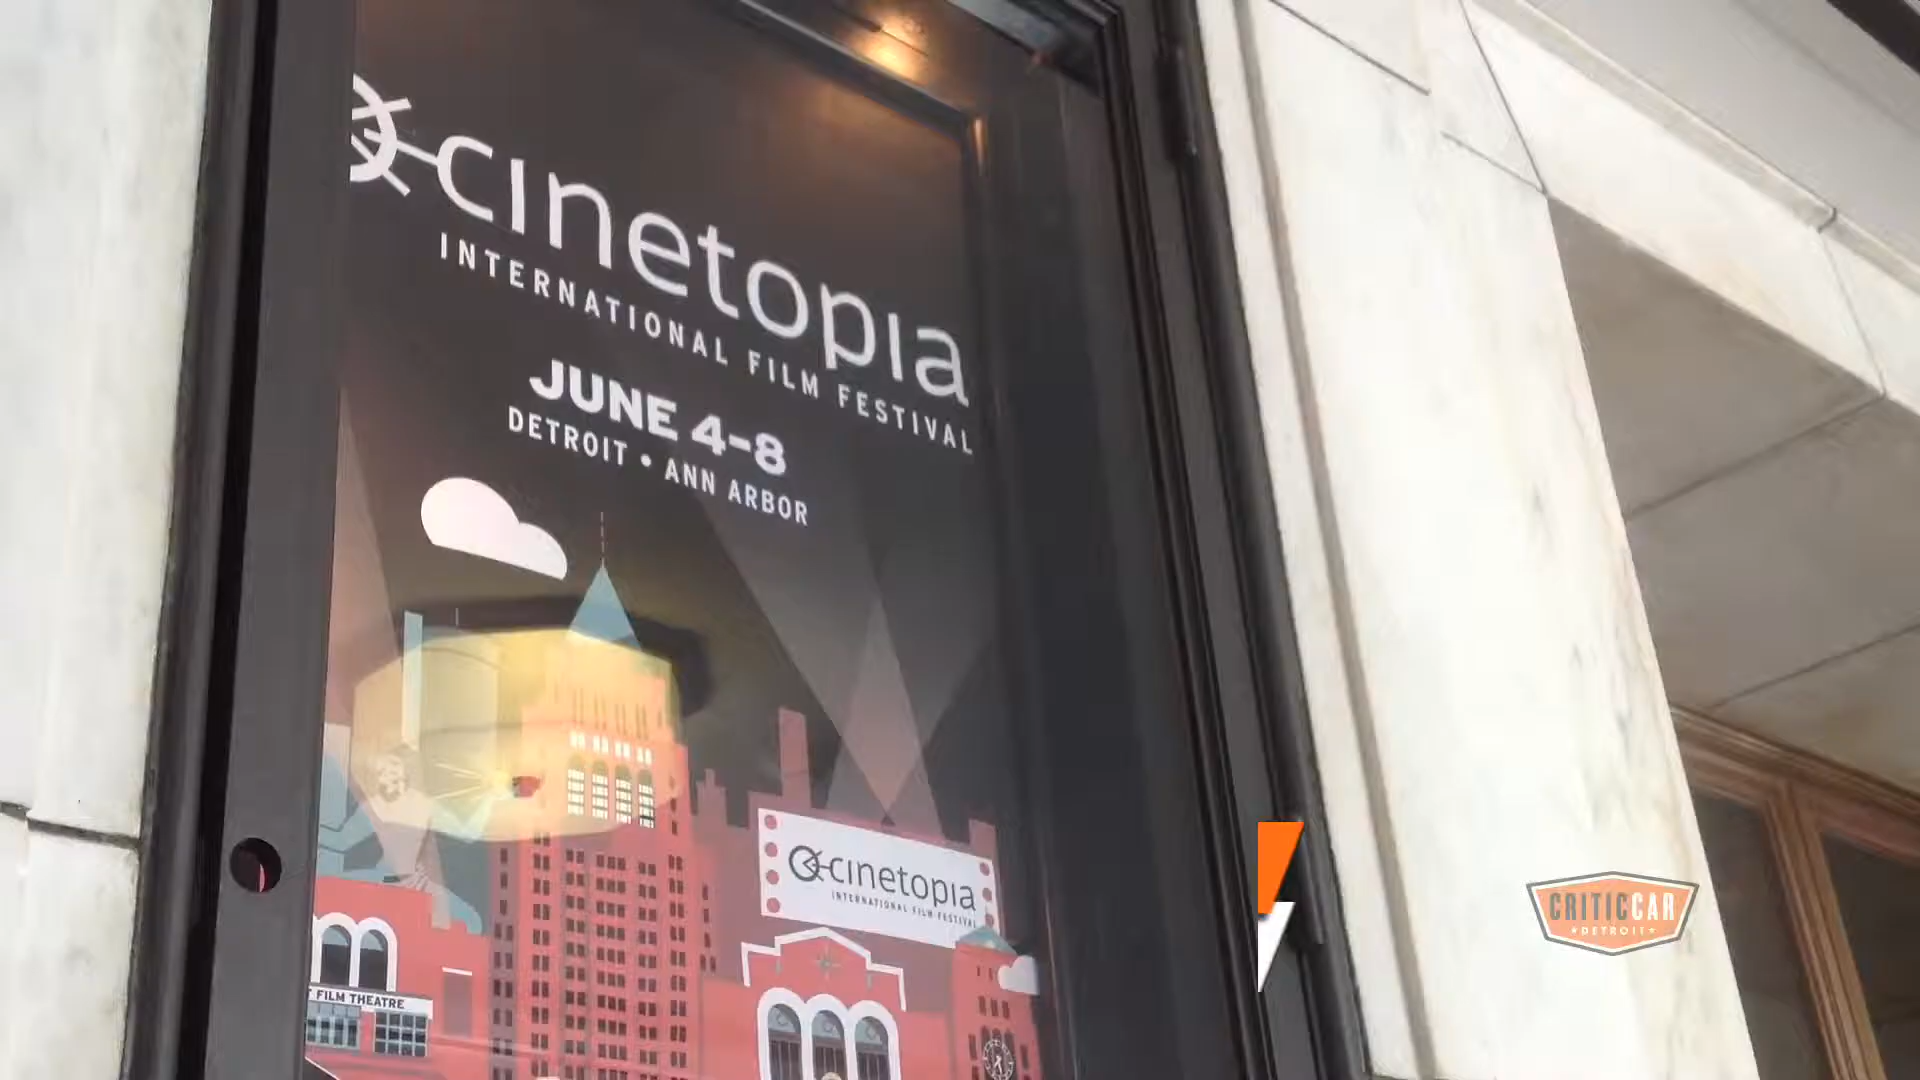 cinetopia
INTERNATIONAL FILM FESTIVAL
JUNE 4-8
DETROIT • ANN ARBOR
cinetopia
INTERNATIONAL FILM FESTIVAL
FILM THEATRE
CRITICCAR
★DETROIT★